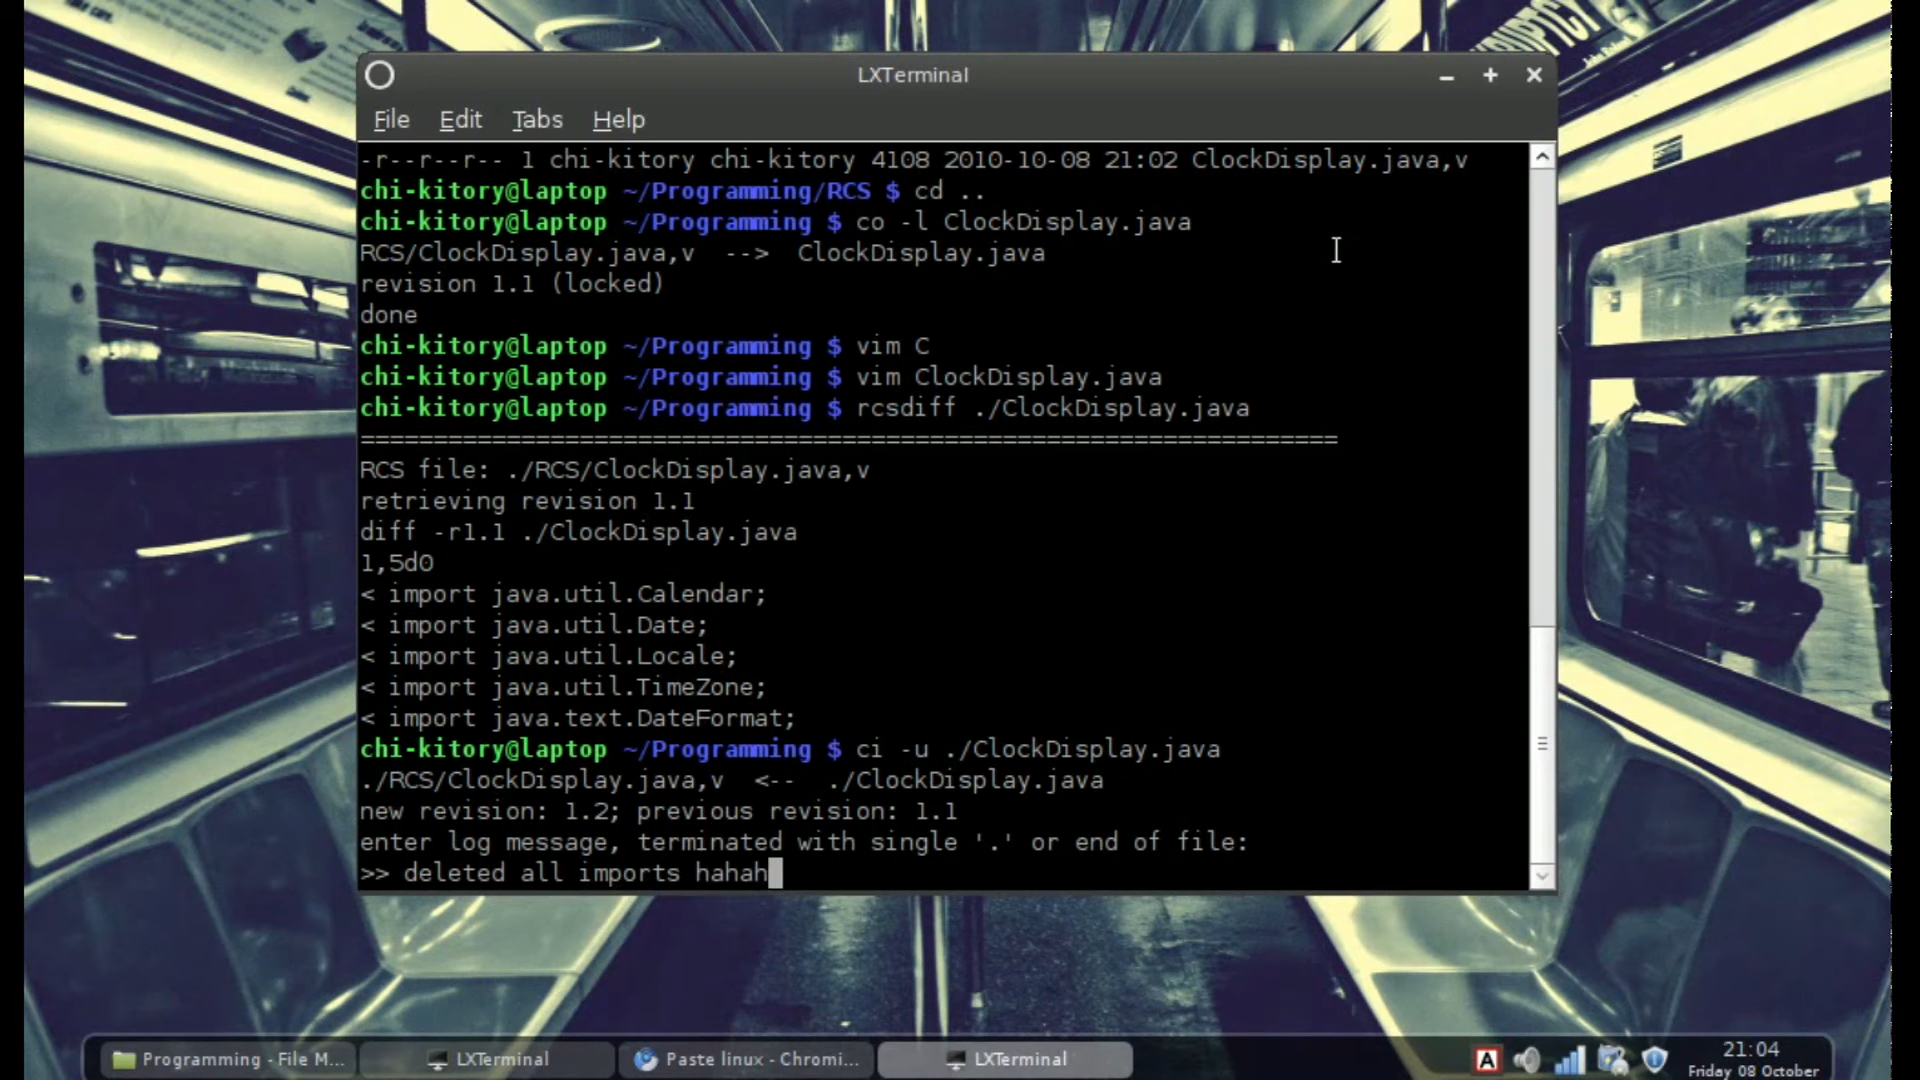 LXTerminal
File Edit Tabs Help
-r--r--r-- 1 chi-kitory chi-kitory 4108 2010-10-08 21:02 ClockDisplay.java,v
chi-kitory@laptop ~/Programming/RCS $ cd ..
chi-kitory@laptop ~/Programming $ co -l ClockDisplay.java
RCS/ClockDisplay.java,v  -->  ClockDisplay.java
revision 1.1 (locked)
done
chi-kitory@laptop ~/Programming $ vim C
chi-kitory@laptop ~/Programming $ vim ClockDisplay.java
chi-kitory@laptop ~/Programming $ rcsdiff ./ClockDisplay.java
===================================================================
RCS file: ./RCS/ClockDisplay.java,v
retrieving revision 1.1
diff -r1.1 ./ClockDisplay.java
1,5d0
< import java.util.Calendar;
< import java.util.Date;
< import java.util.Locale;
< import java.util.TimeZone;
< import java.text.DateFormat;
chi-kitory@laptop ~/Programming $ ci -u ./ClockDisplay.java
./RCS/ClockDisplay.java,v  <--  ./ClockDisplay.java
new revision: 1.2; previous revision: 1.1
enter log message, terminated with single '.' or end of file:
>> deleted all imports hahah
Programming - File M...
LXTerminal
Paste linux - Chromi...
LXTerminal
A
21:04
Friday 08 October